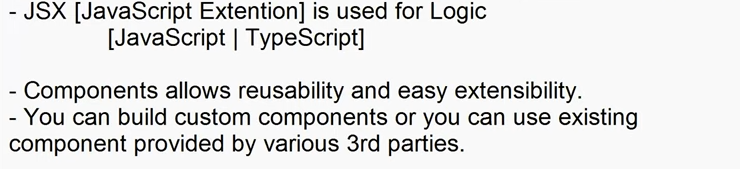 - JSX [JavaScript Extention] is used for Logic
[JavaScript | TypeScript]
- Components allows reusability and easy extensibility.
- You can build custom components or you can use existing
component provided by various 3rd parties.